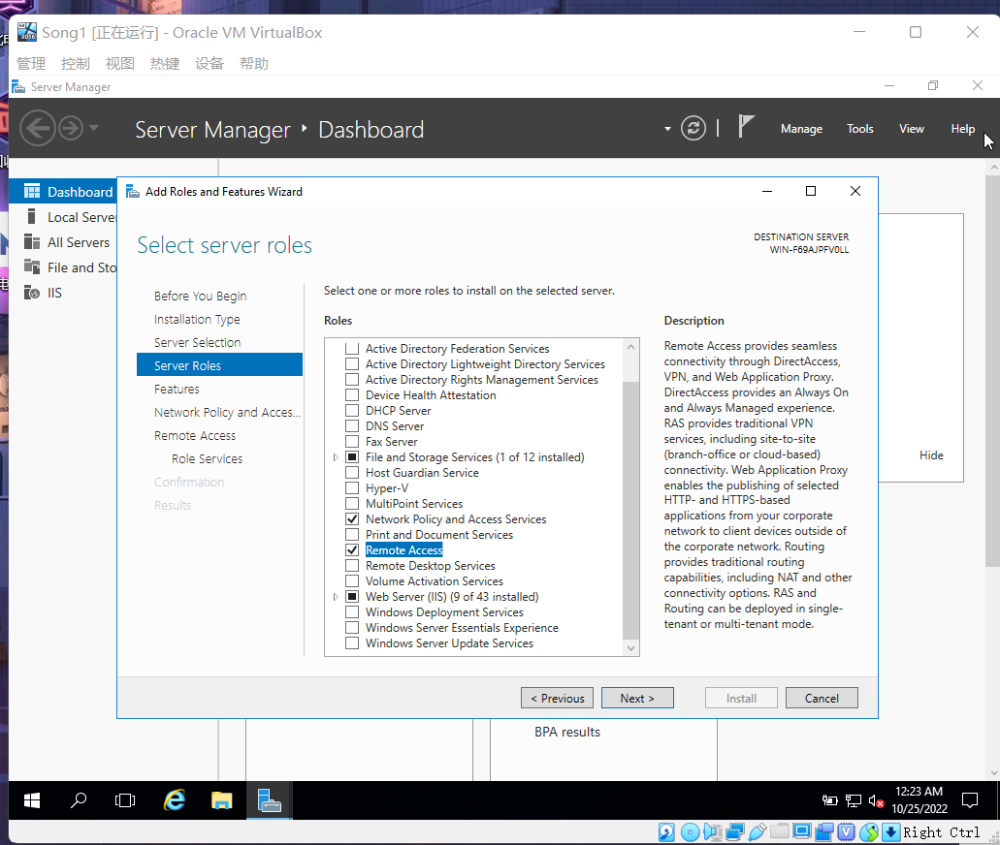 Song1 [正在运行] - Oracle VM VirtualBox
管理 控制 视图 热键 设备 帮助
Server Manager
Server Manager Dashboard
Manage Tools View Help
Dashboard
Local Server
All Servers
File and Sto
IIS
Add Roles and Features Wizard
Select server roles
DESTINATION SERVER
WIN-F69AJPFV0LL
Before You Begin
Installation Type
Server Selection
Server Roles
Features
Network Policy and Acces...
Remote Access
Role Services
Confirmation
Results
Select one or more roles to install on the selected server.
Roles
Active Directory Federation Services
Active Directory Lightweight Directory Services
Active Directory Rights Management Services
Device Health Attestation
DHCP Server
DNS Server
Fax Server
File and Storage Services (1 of 12 installed)
Host Guardian Service
Hyper-V
MultiPoint Services
Network Policy and Access Services
Print and Document Services
Remote Access
Remote Desktop Services
Volume Activation Services
Web Server (IIS) (9 of 43 installed)
Windows Deployment Services
Windows Server Essentials Experience
Windows Server Update Services
Description
Remote Access provides seamless
connectivity through DirectAccess,
VPN, and Web Application Proxy.
DirectAccess provides an Always On
and Always Managed experience.
RAS provides traditional VPN
services, including site-to-site
(branch-office or cloud-based)
connectivity. Web Application Proxy
enables the publishing of selected
HTTP- and HTTPS-based
applications from your corporate
network to client devices outside of
the corporate network. Routing
provides traditional routing
capabilities, including NAT and other
connectivity options. RAS and
Routing can be deployed in single-
tenant or multi-tenant mode.
Hide
< Previous Next > Install Cancel
BPA results
12:23 AM
10/25/2022
Right Ctrl